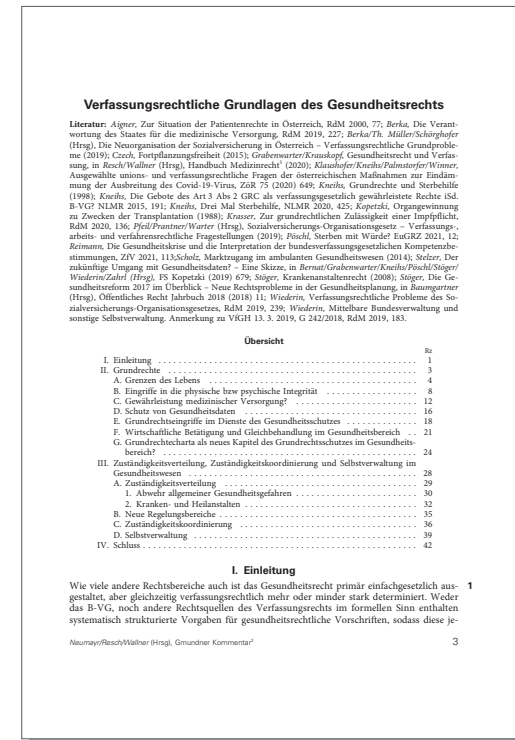 Verfassungsrechtliche Grundlagen des Gesundheitsrechts
Literatur: Aigner, Zur Situation der Patientenrechte in Österreich, RdM 2000, 77; Berka, Die Verant-
wortung des Staates für die medizinische Versorgung, RdM 2019, 227; Berka/Th. Müller/Schörghofer
(Hrsg), Die Neuorganisation der Sozialversicherung in Österreich – Verfassungsrechtliche Grundproble-
me (2019); Czech, Fortpflanzungsfreiheit (2015); Grabenwarter/Krauskopf, Gesundheitsrecht und Verfas-
sung, in Resch/Wallner (Hrsg), Handbuch Medizinrecht³ (2020); Klaushofer/Kneihs/Palmstorfer/Winner,
Ausgewählte unions- und verfassungsrechtliche Fragen der österreichischen Maßnahmen zur Eindäm-
mung der Ausbreitung des Covid-19-Virus, ZöR 75 (2020) 649; Kneihs, Grundrechte und Sterbehilfe
(1998); Kneihs, Die Gebote des Art 3 Abs 2 GRC als verfassungsgesetzlich gewährleistete Rechte iSd.
B-VG? NLMR 2015, 191; Kneihs, Drei Mal Sterbehilfe, NLMR 2020, 425; Kopetzki, Organgewinnung
zu Zwecken der Transplantation (1988); Krasser, Zur grundrechtlichen Zulässigkeit einer Impfpflicht,
RdM 2020, 136; Pfeil/Prantner/Warter (Hrsg), Sozialversicherungs-Organisationsgesetz – Verfassungs-,
arbeits- und verfahrensrechtliche Fragestellungen (2019); Pöschl, Sterben mit Würde? EuGRZ 2021, 12;
Reimann, Die Gesundheitskrise und die Interpretation der bundesverfassungsgesetzlichen Kompetenzbe-
stimmungen, ZfV 2021, 113;Scholz, Marktzugang im ambulanten Gesundheitswesen (2014); Stelzer, Der
zukünftige Umgang mit Gesundheitsdaten? – Eine Skizze, in Bernat/Grabenwarter/Kneihs/Pöschl/Stöger/
Wiederin/Zahrl (Hrsg), FS Kopetzki (2019) 679; Stöger, Krankenanstaltenrecht (2008); Stöger, Die Ge-
sundheitsreform 2017 im Überblick – Neue Rechtsprobleme in der Gesundheitsplanung, in Baumgartner
(Hrsg), Öffentliches Recht Jahrbuch 2018 (2018) 11; Wiederin, Verfassungsrechtliche Probleme des So-
zialversicherungs-Organisationsgesetzes, RdM 2019, 239; Wiederin, Mittelbare Bundesverwaltung und
sonstige Selbstverwaltung. Anmerkung zu VfGH 13. 3. 2019, G 242/2018, RdM 2019, 183.
Übersicht
Rz
I. Einleitung . . . . . . . . . . 1
II. Grundrechte . . . . . . . . . . 3
A. Grenzen des Lebens . . . . . . . . . . 4
B. Eingriffe in die physische bzw psychische Integrität . . . . . . . . . . 8
C. Gewährleistung medizinischer Versorgung? . . . . . . . . . . 12
D. Schutz von Gesundheitsdaten . . . . . . . . . . 16
E. Grundrechtseingriffe im Dienste des Gesundheitsschutzes . . . . . . . . . . 18
F. Wirtschaftliche Betätigung und Gleichbehandlung im Gesundheitsbereich . . 21
G. Grundrechtecharta als neues Kapitel des Grundrechtsschutzes im Gesundheits-
bereich? . . . . . . . . . . 24
III. Zuständigkeitsverteilung, Zuständigkeitskoordinierung und Selbstverwaltung im
Gesundheitswesen . . . . . . . . . . 28
A. Zuständigkeitsverteilung . . . . . . . . . . 29
1. Abwehr allgemeiner Gesundheitsgefahren . . . . . . . . . . 30
2. Kranken- und Heilanstalten . . . . . . . . . . 32
B. Neue Regelungsbereiche . . . . . . . . . . 35
C. Zuständigkeitskoordinierung . . . . . . . . . . 36
D. Selbstverwaltung . . . . . . . . . . 39
IV. Schluss . . . . . . . . . . 42
I. Einleitung
Wie viele andere Rechtsbereiche auch ist das Gesundheitsrecht primär einfachgesetzlich aus- 1
gestaltet, aber gleichzeitig verfassungsrechtlich mehr oder minder stark determiniert. Weder
das B-VG, noch andere Rechtsquellen des Verfassungsrechts im formellen Sinn enthalten
systematisch strukturierte Vorgaben für gesundheitsrechtliche Vorschriften, sodass diese je-
Neumayr/Resch/Wallner (Hrsg), Gmundner Kommentar² 3